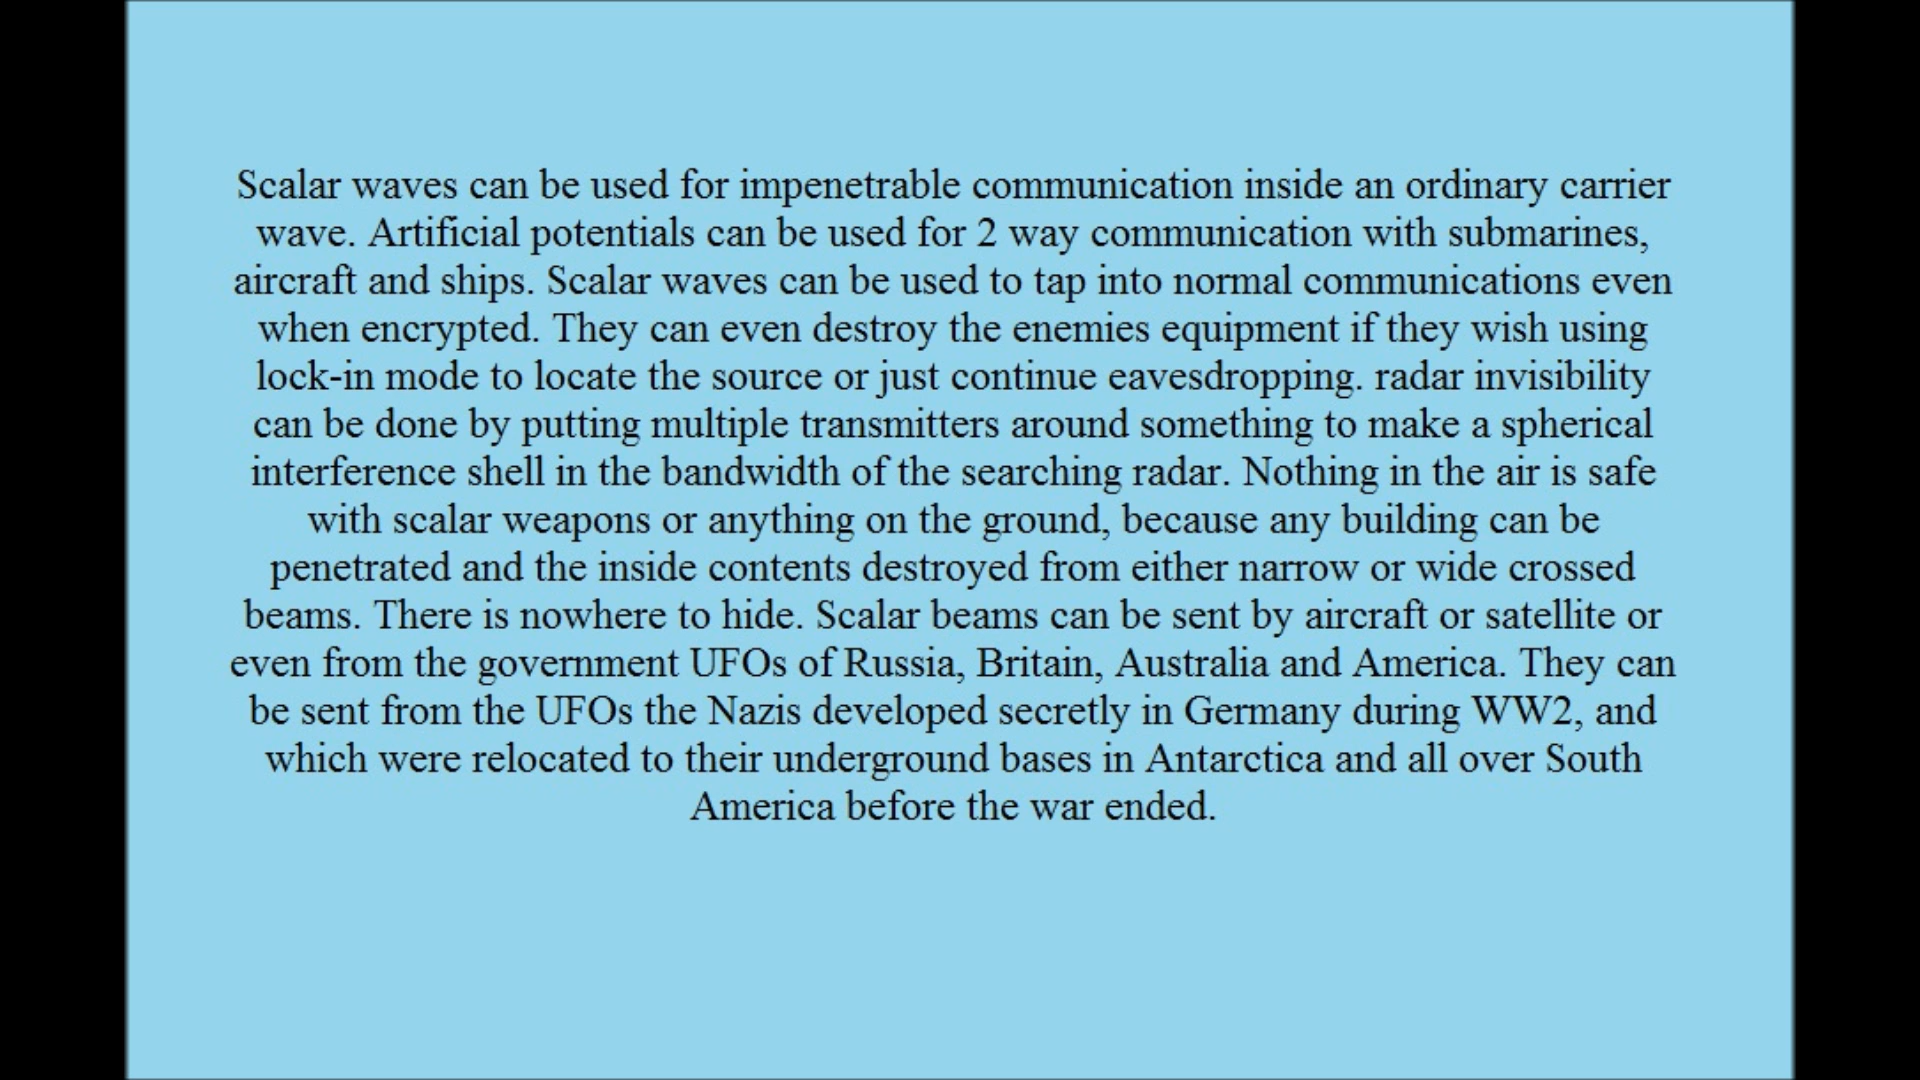 Scalar waves can be used for impenetrable communication inside an ordinary carrier
wave. Artificial potentials can be used for 2 way communication with submarines,
aircraft and ships. Scalar waves can be used to tap into normal communications even
when encrypted. They can even destroy the enemies equipment if they wish using
lock-in mode to locate the source or just continue eavesdropping. radar invisibility
can be done by putting multiple transmitters around something to make a spherical
interference shell in the bandwidth of the searching radar. Nothing in the air is safe
with scalar weapons or anything on the ground, because any building can be
penetrated and the inside contents destroyed from either narrow or wide crossed
beams. There is nowhere to hide. Scalar beams can be sent by aircraft or satellite or
even from the government UFOs of Russia, Britain, Australia and America. They can
be sent from the UFOs the Nazis developed secretly in Germany during WW2, and
which were relocated to their underground bases in Antarctica and all over South
America before the war ended.